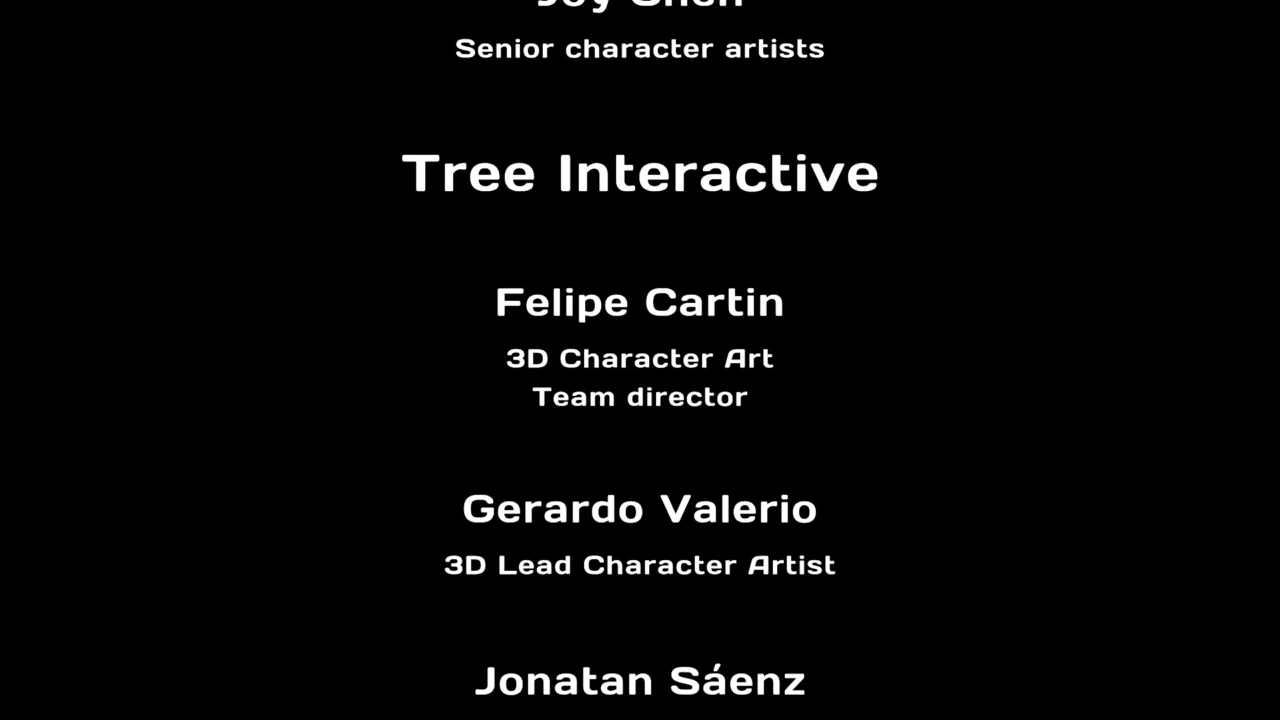 Senior character artists
Tree Interactive
Felipe Cartin
3D Character Art
Team director
Gerardo Valerio
3D Lead Character Artist
Jonatan Sáenz